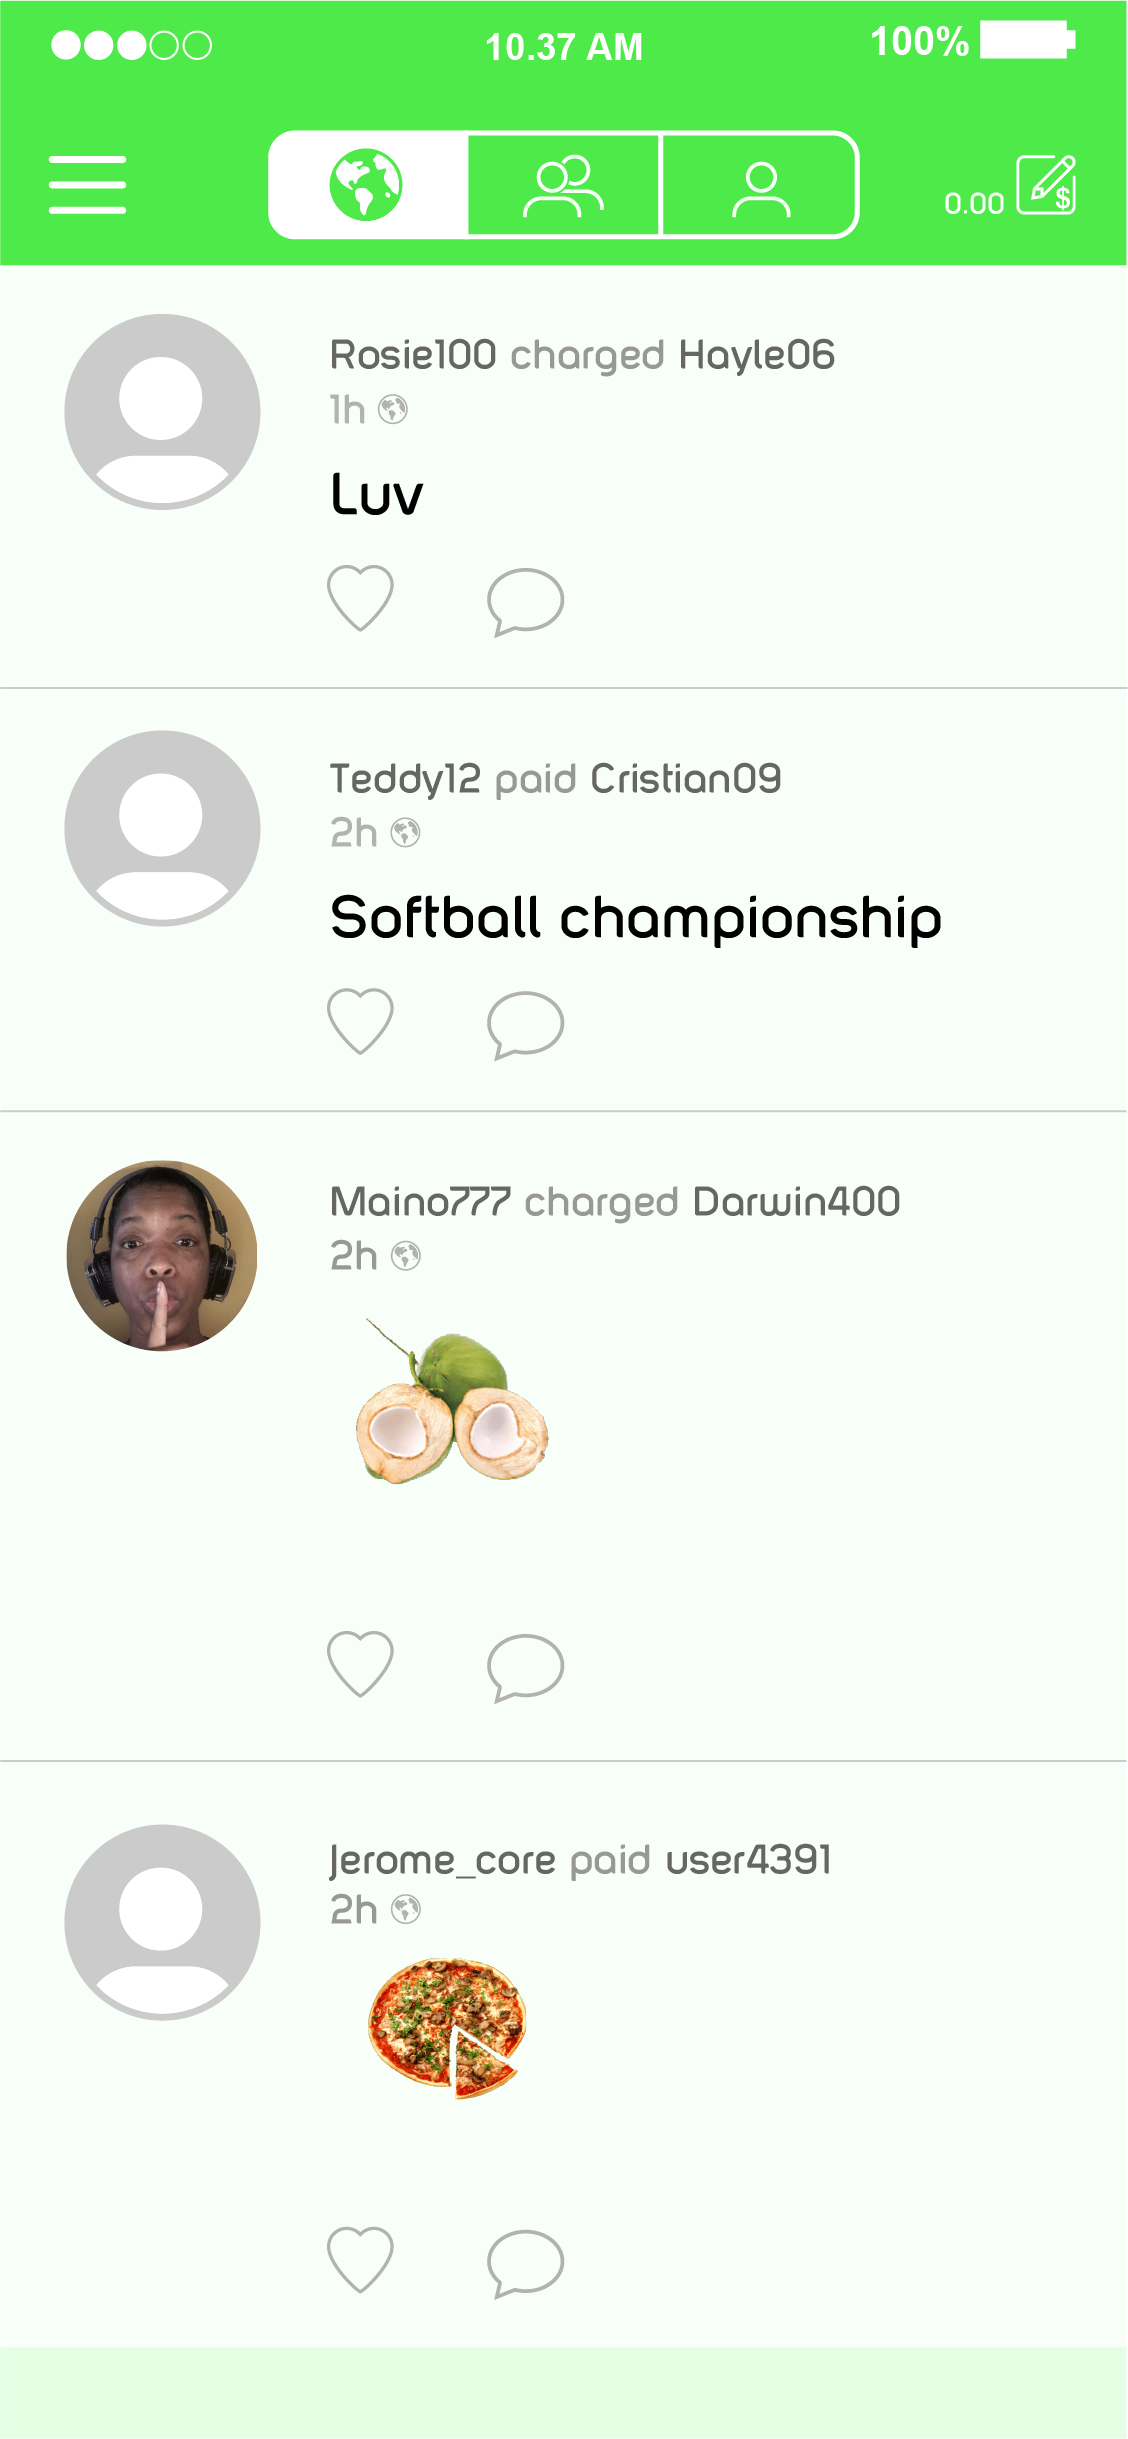 10.37 AM
100%
0.00
$
Rosie100 charged Hayle06
1h
Luv
Teddy12 paid Cristian09
2h
Softball championship
Maino777 charged Darwin400
2h
Jerome_core paid user4391
2h